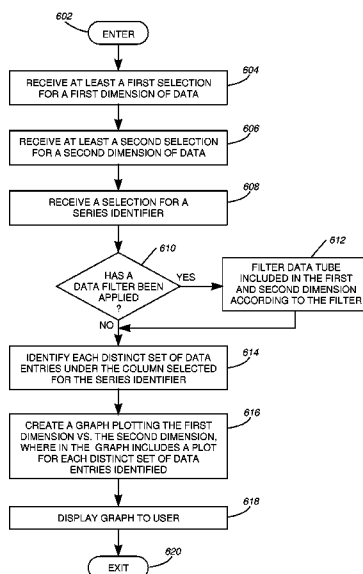 602
ENTER
604
RECEIVE AT LEAST A FIRST SELECTION
FOR A FIRST DIMENSION OF DATA
606
RECEIVE AT LEAST A SECOND SELECTION
FOR A SECOND DIMENSION OF DATA
608
RECEIVE A SELECTION FOR A
SERIES IDENTIFIER
610
HAS A
DATA FILTER BEEN
APPLIED
?
YES
NO
612
FILTER DATA TUBE
INCLUDED IN THE FIRST
AND SECOND DIMENSION
ACCORDING TO THE FILTER
614
IDENTIFY EACH DISTINCT SET OF DATA
ENTRIES UNDER THE COLUMN SELECTED
FOR THE SERIES IDENTIFIER
616
CREATE A GRAPH PLOTTING THE FIRST
DIMENSION VS. THE SECOND DIMENSION,
WHERE IN THE GRAPH INCLUDES A PLOT
FOR EACH DISTINCT SET OF DATA
ENTRIES IDENTIFIED
618
DISPLAY GRAPH TO USER
620
EXIT